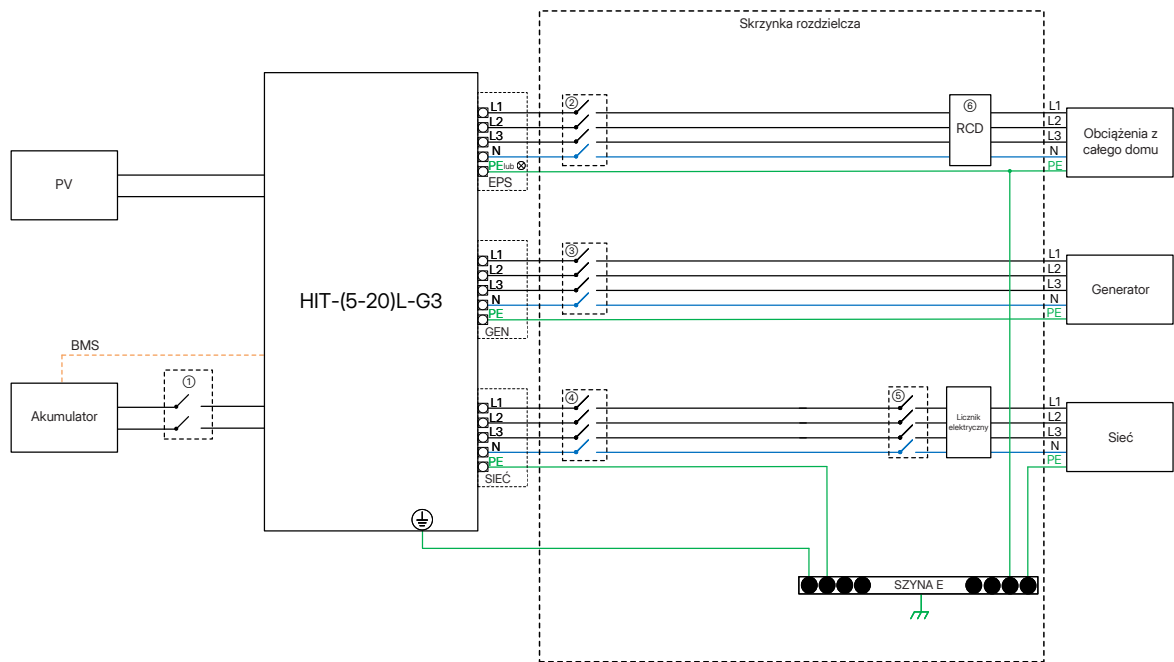 Skrzynka rozdzielcza
PV
BMS
Akumulator
①
HIT-(5-20)L-G3
L1
L2
L3
N
PE lub ⊗
EPS
②
⑥
RCD
L1
L2
L3
N
PE
Obciążenia z
całego domu
L1
L2
L3
N
PE
GEN
③
L1
L2
L3
N
PE
Generator
L1
L2
L3
N
PE
SIEĆ
④
⑤
Licznik
elektryczny
L1
L2
L3
N
PE
Sieć
SZYNA E